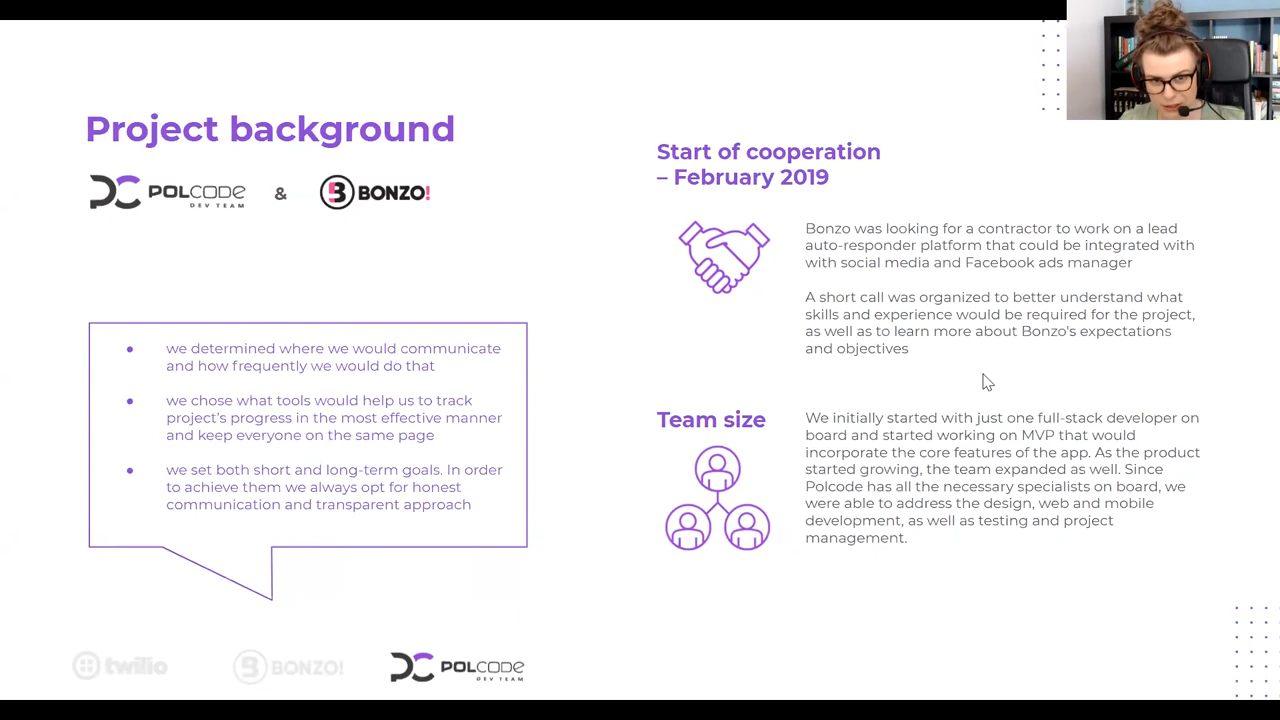 Project background
POLCODE
DEV TEAM
&
BONZO!
we determined where we would communicate
and how frequently we would do that
we chose what tools would help us to track
project's progress in the most effective manner
and keep everyone on the same page
we set both short and long-term goals. In order
to achieve them we always opt for honest
communication and transparent approach
Start of cooperation
– February 2019
Bonzo was looking for a contractor to work on a lead
auto-responder platform that could be integrated with
with social media and Facebook ads manager
A short call was organized to better understand what
skills and experience would be required for the project,
as well as to learn more about Bonzo's expectations
and objectives
Team size
We initially started with just one full-stack developer on
board and started working on MVP that would
incorporate the core features of the app. As the product
started growing, the team expanded as well. Since
Polcode has all the necessary specialists on board, we
were able to address the design, web and mobile
development, as well as testing and project
management.
twilio
BONZO!
POLCODE
DEV TEAM